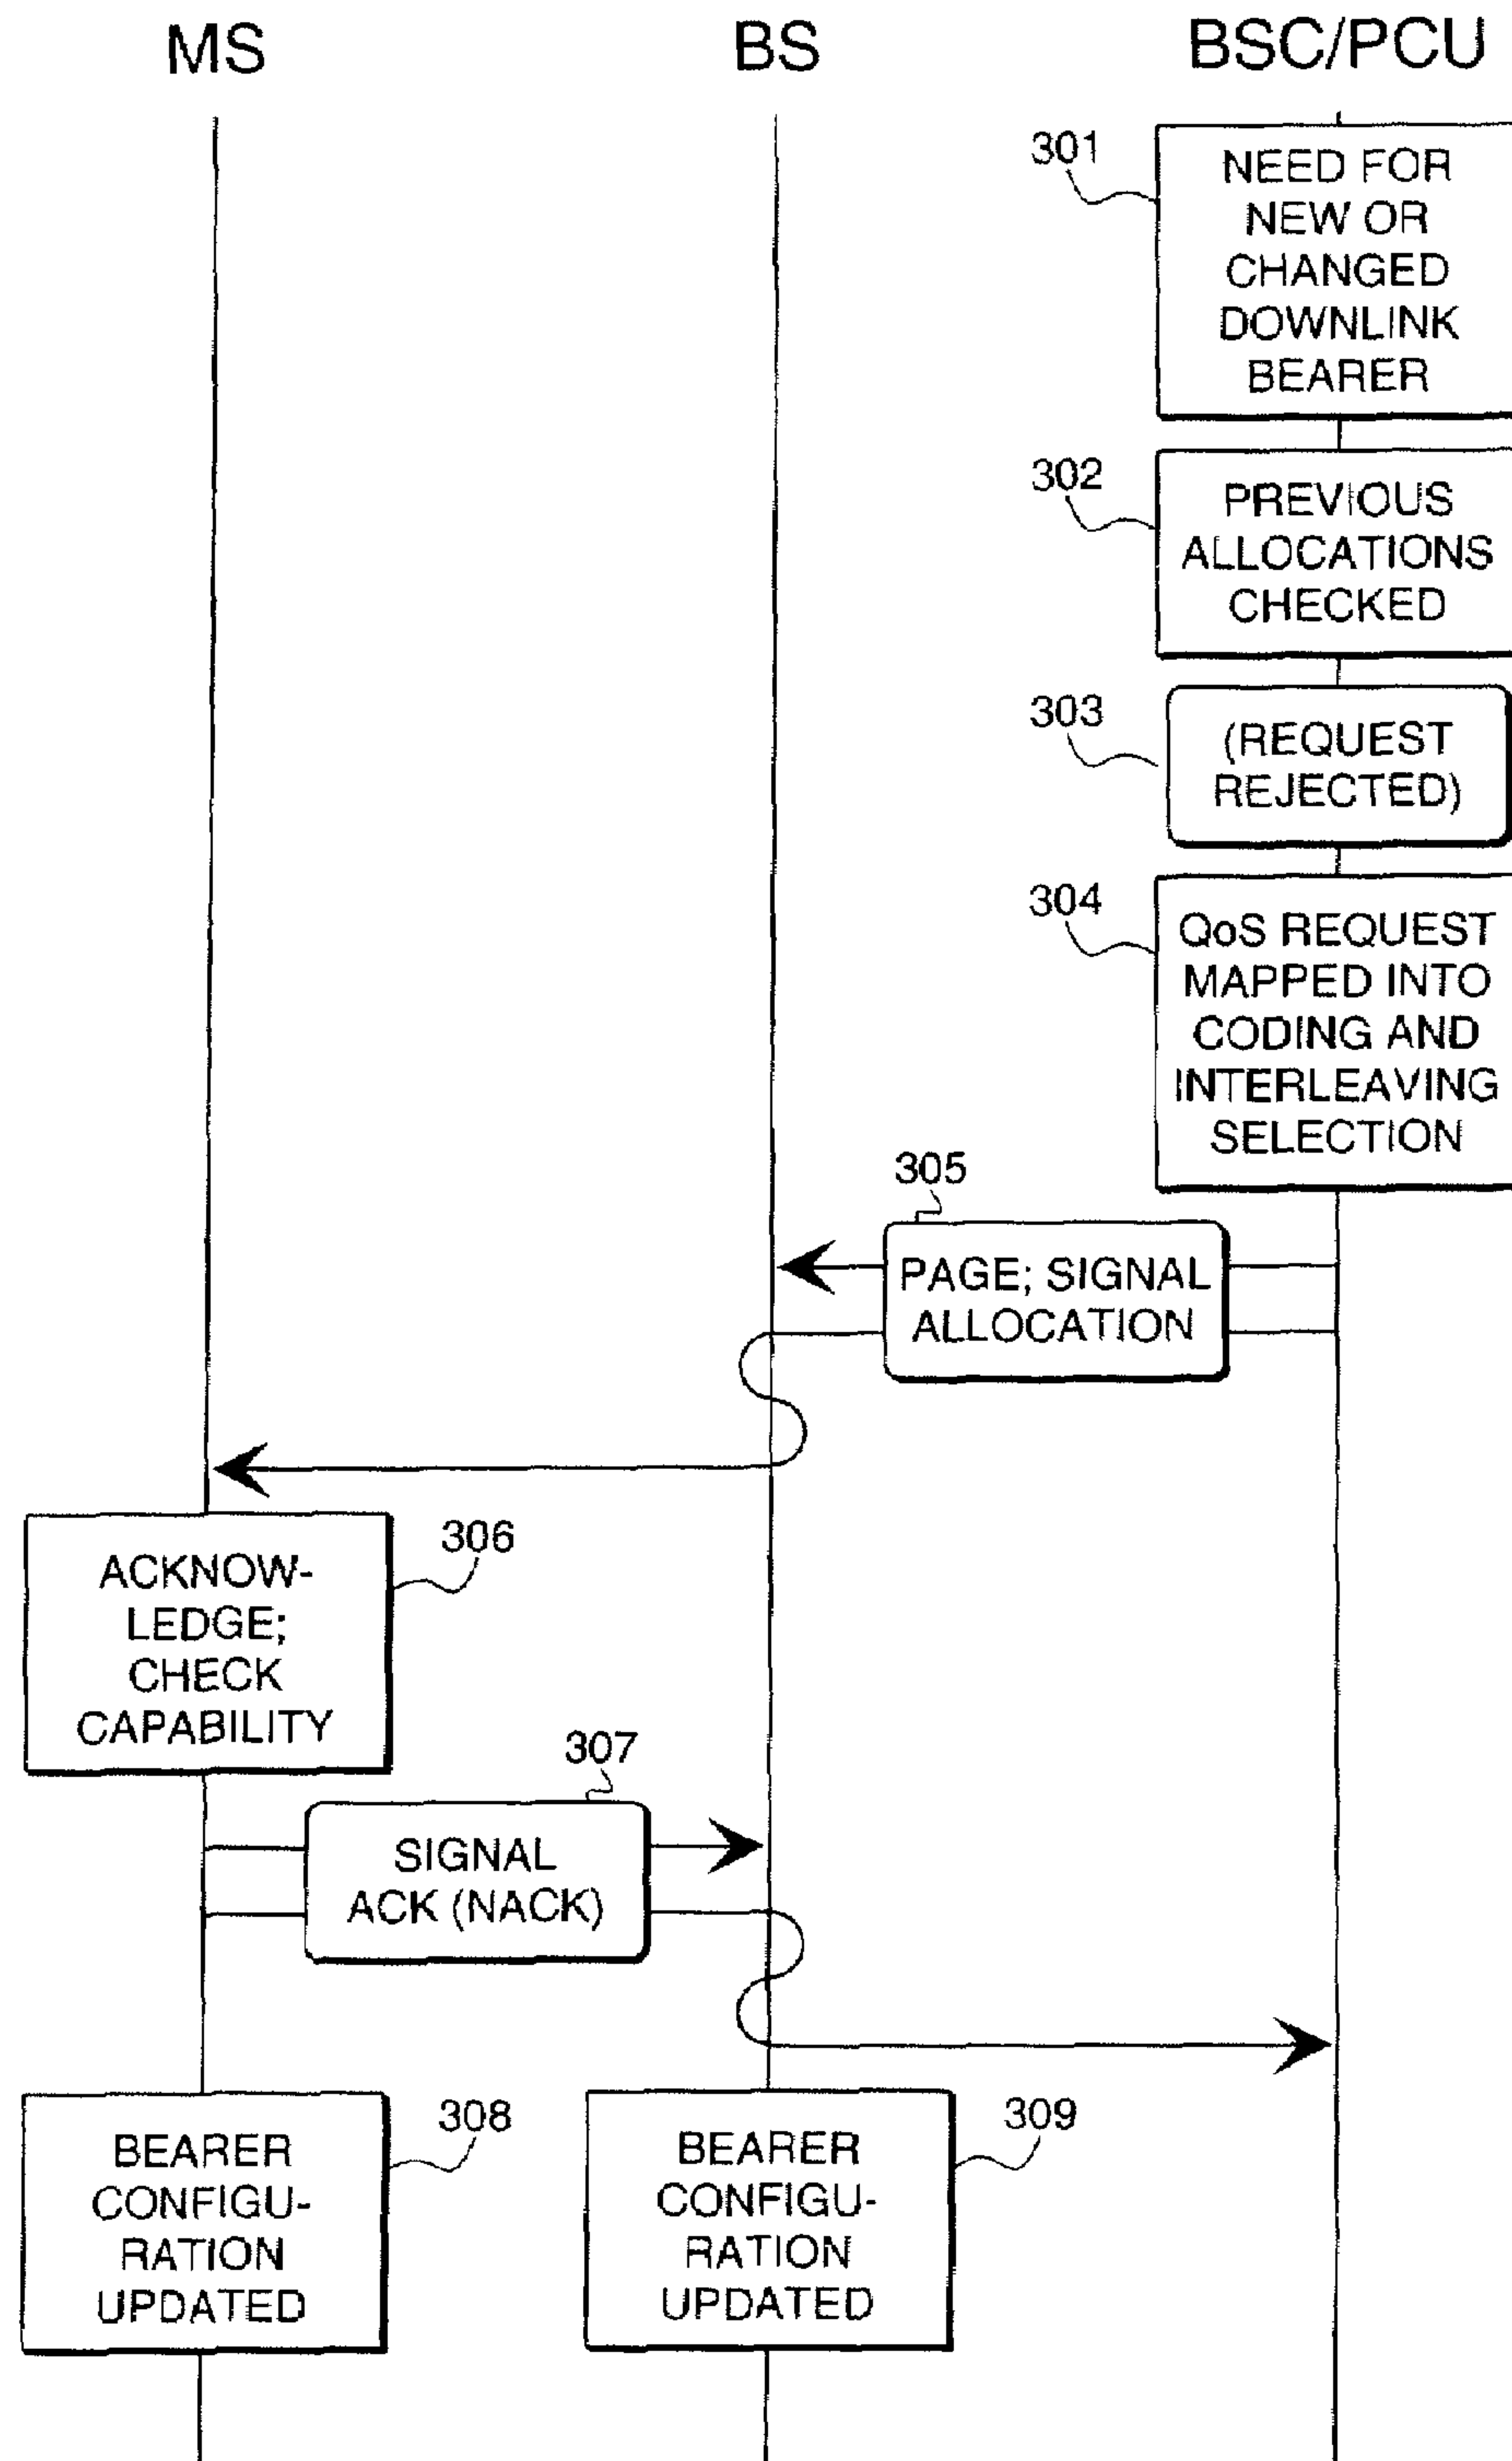 MS
BS
BSC/PCU
301
NEED FOR
NEW OR
CHANGED
DOWNLINK
BEARER
302
PREVIOUS
ALLOCATIONS
CHECKED
303
(REQUEST
REJECTED)
304
QoS REQUEST
MAPPED INTO
CODING AND
INTERLEAVING
SELECTION
305
PAGE; SIGNAL
ALLOCATION
306
ACKNOW-
LEDGE;
CHECK
CAPABILITY
307
SIGNAL
ACK (NACK)
308
BEARER
CONFIGU-
RATION
UPDATED
309
BEARER
CONFIGU-
RATION
UPDATED